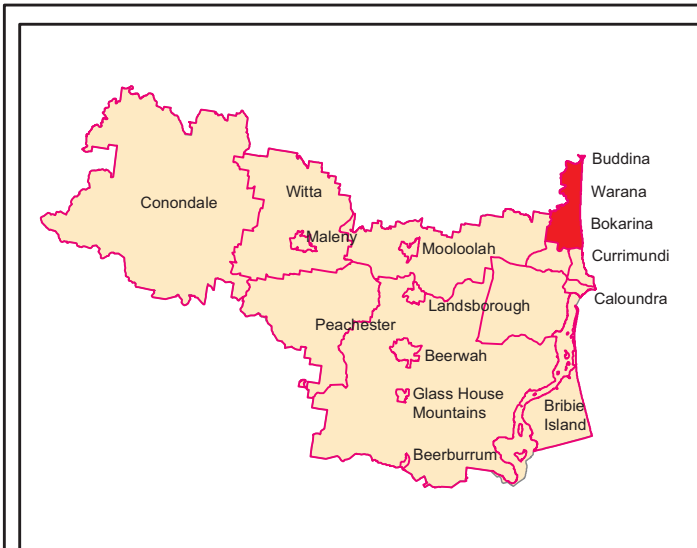 Buddina
Conondale
Witta
Warana
Maleny
Mooloolah
Bokarina
Currimundi
Landsborough
Caloundra
Peachester
Beerwah
Glass House
Mountains
Bribie
Island
Beerburrum